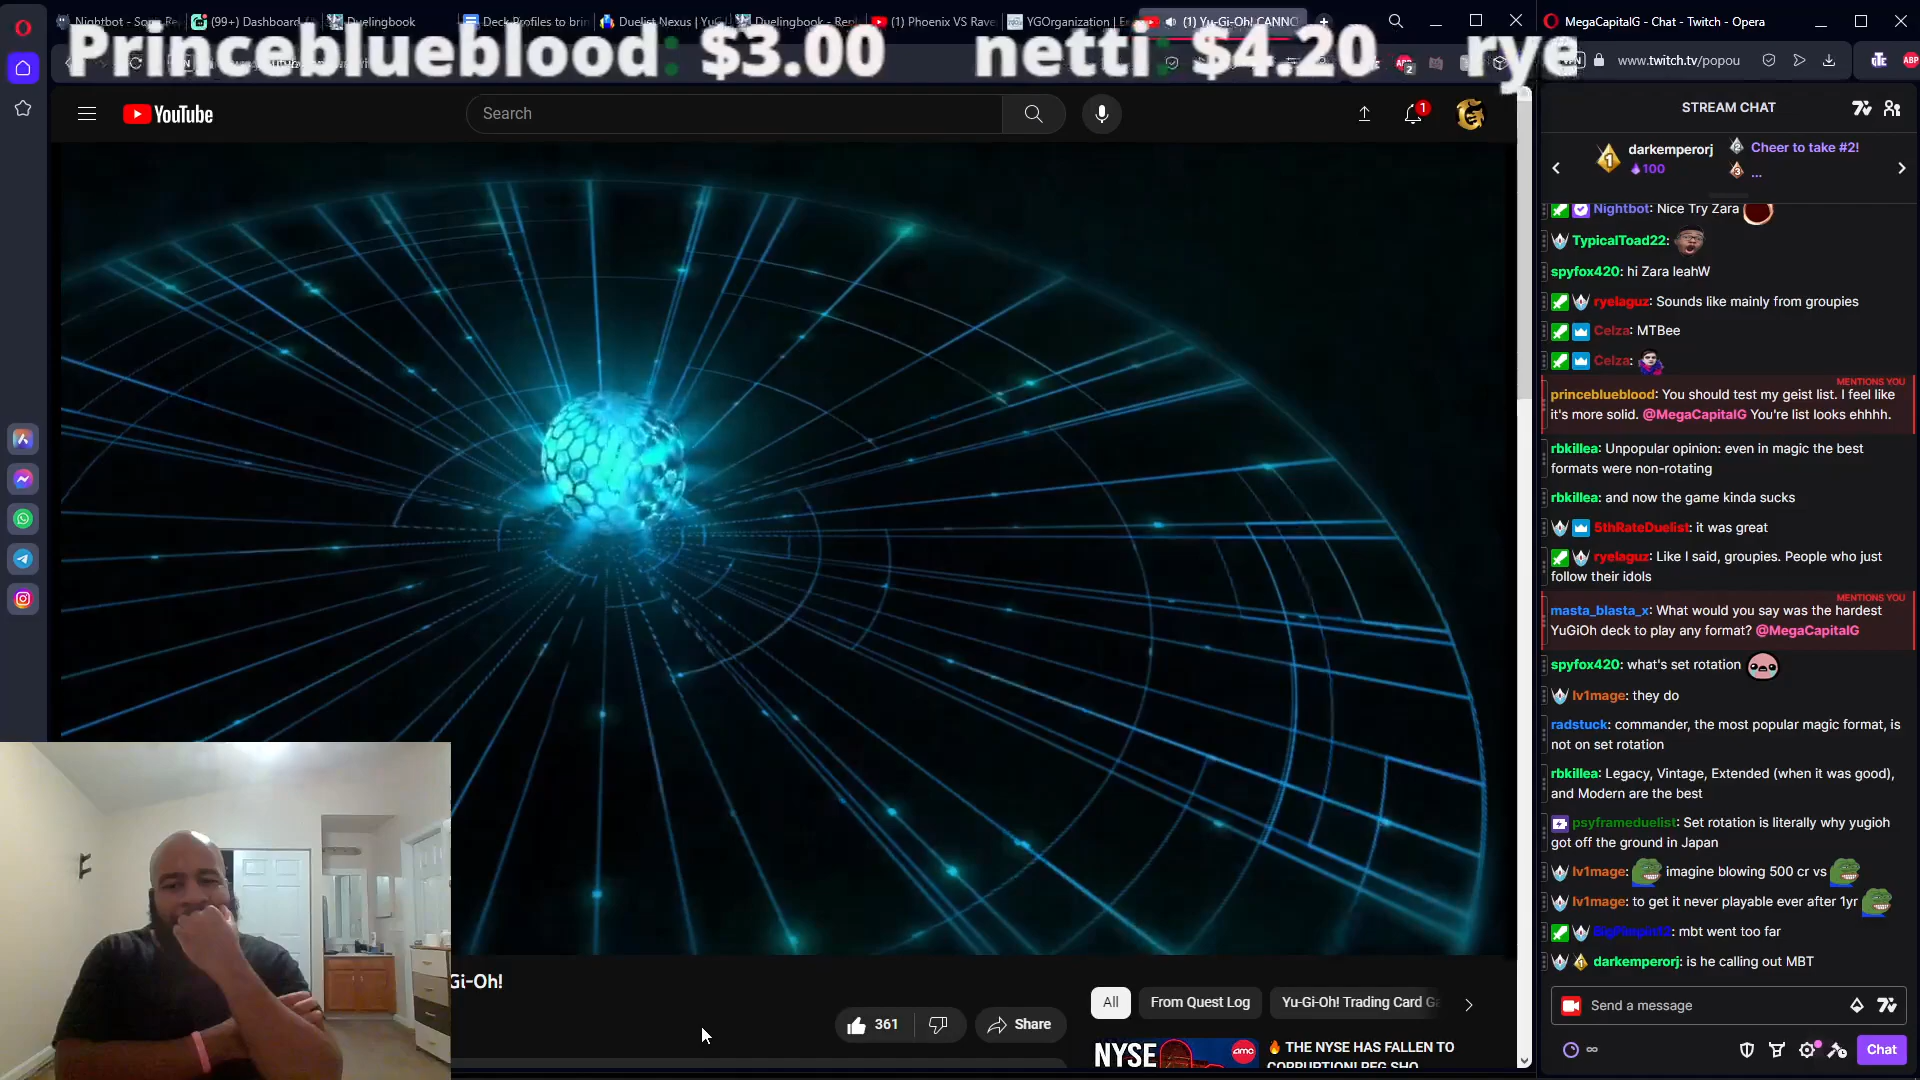 Nightbot - Song Re
(99+) Dashboard
Duelingbook
Deck Profiles to brin
Duelist Nexus | YuG
Duelingbook - Repl
(1) Phoenix VS Rave
YGOrganization | E
(1) Yu-Gi-Oh! CANNO
MegaCapitalG - Chat - Twitch - Opera
Princeblueblood: $3.00 netti: $4.20 rye
VPN
www.twitch.tv/popou
YouTube
Search
1
STREAM CHAT
darkemperorj
100
Cheer to take #2!
...
Nightbot: Nice Try Zara
TypicalToad22:
spyfox420: hi Zara leahW
ryelaguz: Sounds like mainly from groupies
Celza: MTBee
Celza:
MENTIONS YOU
princeblueblood: You should test my geist list. I feel like
it's more solid. @MegaCapitalG You're list looks ehhhh.
rbkillea: Unpopular opinion: even in magic the best
formats were non-rotating
rbkillea: and now the game kinda sucks
5thRateDuelist: it was great
ryelaguz: Like I said, groupies. People who just
follow their idols
MENTIONS YOU
masta_blasta_x: What would you say was the hardest
YuGiOh deck to play any format? @MegaCapitalG
spyfox420: what's set rotation
lv1mage: they do
radstuck: commander, the most popular magic format, is
not on set rotation
rbkillea: Legacy, Vintage, Extended (when it was good),
and Modern are the best
psyframeduelist: Set rotation is literally why yugioh
got off the ground in Japan
lv1mage: imagine blowing 500 cr vs
lv1mage: to get it never playable ever after 1yr
BigPimpin12: mbt went too far
darkemperorj: is he calling out MBT
Send a message
Chat
Gi-Oh!
361
Share
All
From Quest Log
Yu-Gi-Oh! Trading Card Ga
NYSE
amc
THE NYSE HAS FALLEN TO
CORRUPTION! REG SHO